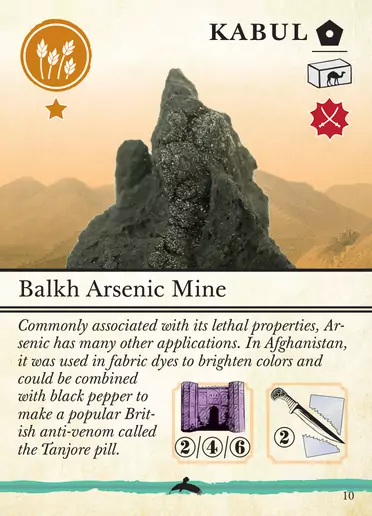 KABUL
Balkh Arsenic Mine
Commonly associated with its lethal properties, Ar-
senic has many other applications. In Afghanistan,
it was used in fabric dyes to brighten colors and
could be combined
with black pepper to
make a popular Brit-
ish anti-venom called
the Tanjore pill.
2/4/6
2
10